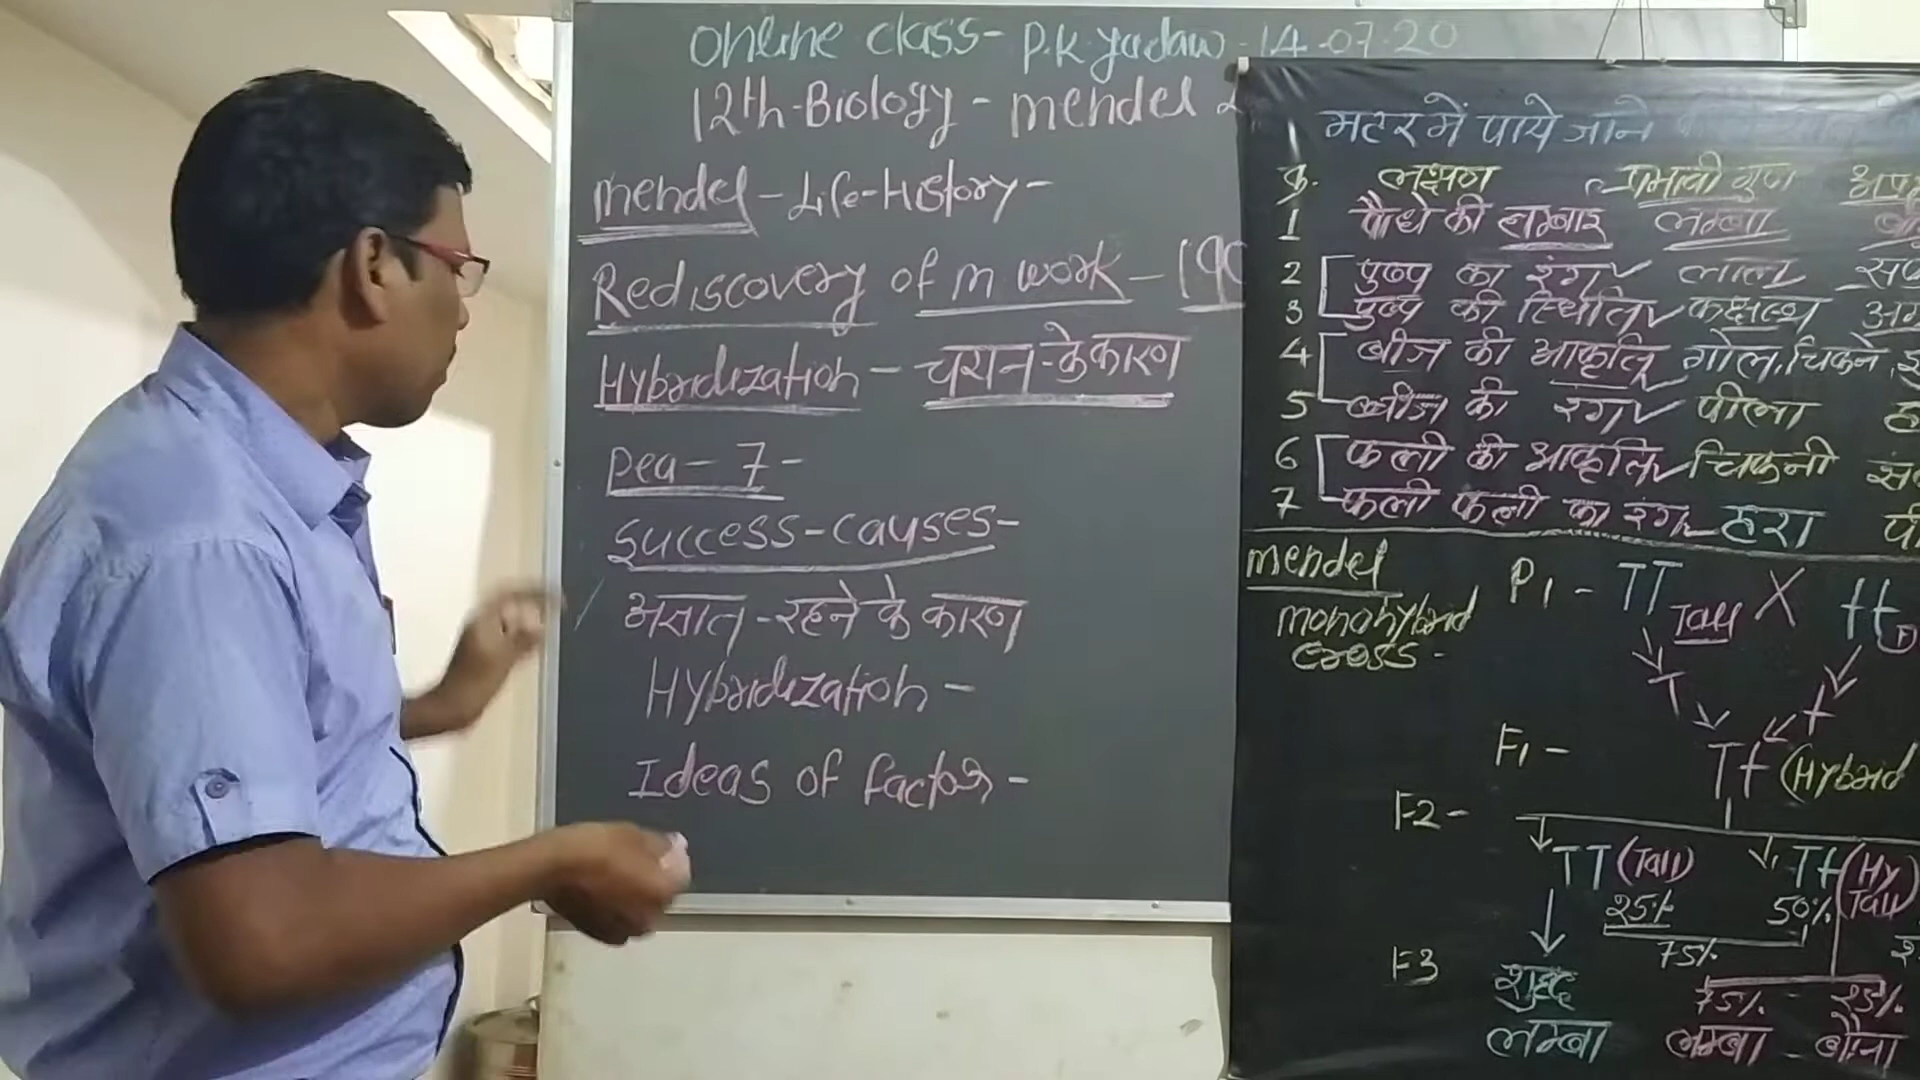 Online class - P.K. Yadaw - 14.07.20
12th-Biology - mendel
mendel - Life-History -
Rediscovery of m work - 190
Hybridization - चयन-के कारण
pea - 7 -
Success-causes-
अज्ञात - रहने के कारण
Hybridization -
Ideas of factor -
मटर में पाये जाने
क्र. लक्षण प्रभावी गुण
1 पौधे की लम्बाई लम्बा
2 पुष्प का रंग लाल
3 पुष्प की स्थिति कक्षस्थ
4 बीज की आकृति गोल, चिकने
5 बीज की रंग पीला
6 फली की आकृति चिकनी
7 फली फली का रंग हरा
mendel
monohybrid
cross -
P1 - TT Tall X tt
T t
F1 - Tt (Hybrid
F2 -
TT (Tall) Tt (Hy Tall)
25% 50%
75%
F3
शुद्ध लम्बा
75% - 25%
लम्बा - बौना